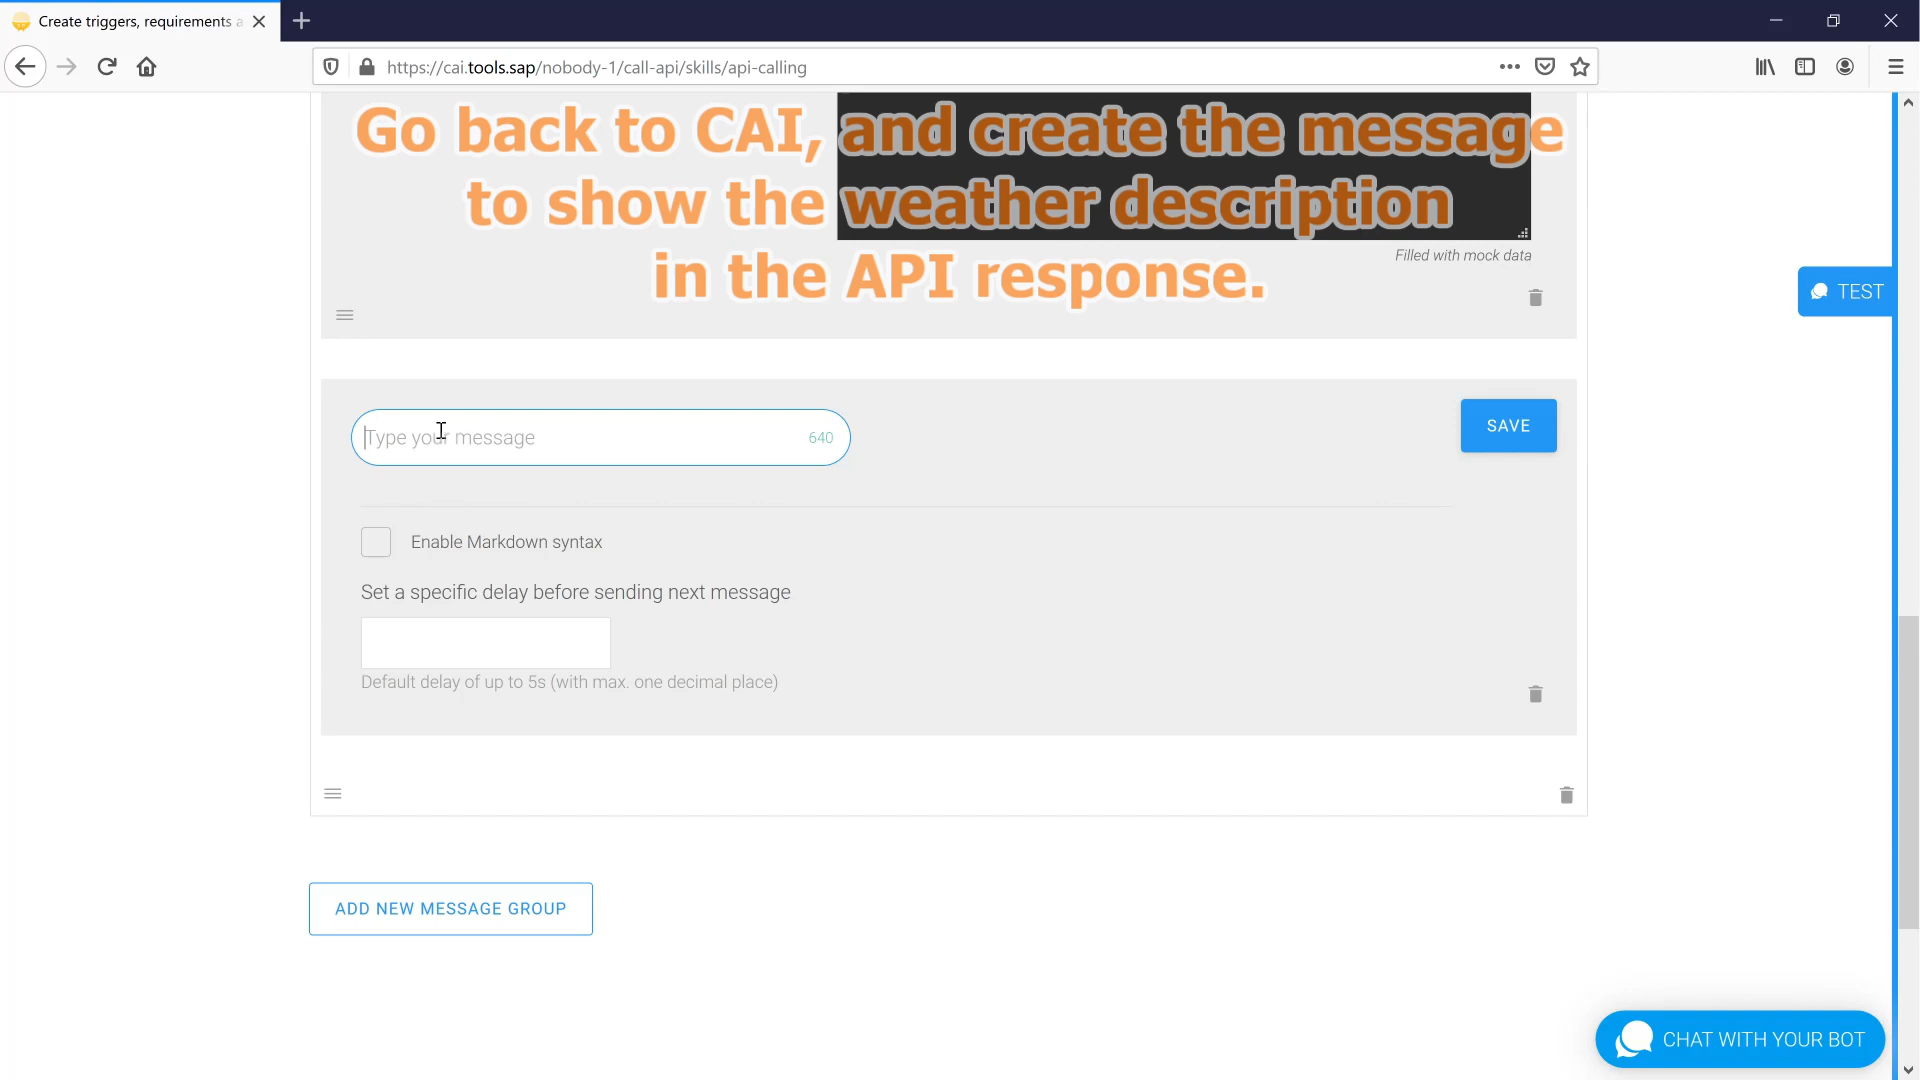 Create triggers, requirements a
https://cai.tools.sap/nobody-1/call-api/skills/api-calling
Go back to CAI, and create the message
to show the weather description
in the API response.
Filled with mock data
TEST
Type your message
640
SAVE
Enable Markdown syntax
Set a specific delay before sending next message
Default delay of up to 5s (with max. one decimal place)
ADD NEW MESSAGE GROUP
CHAT WITH YOUR BOT